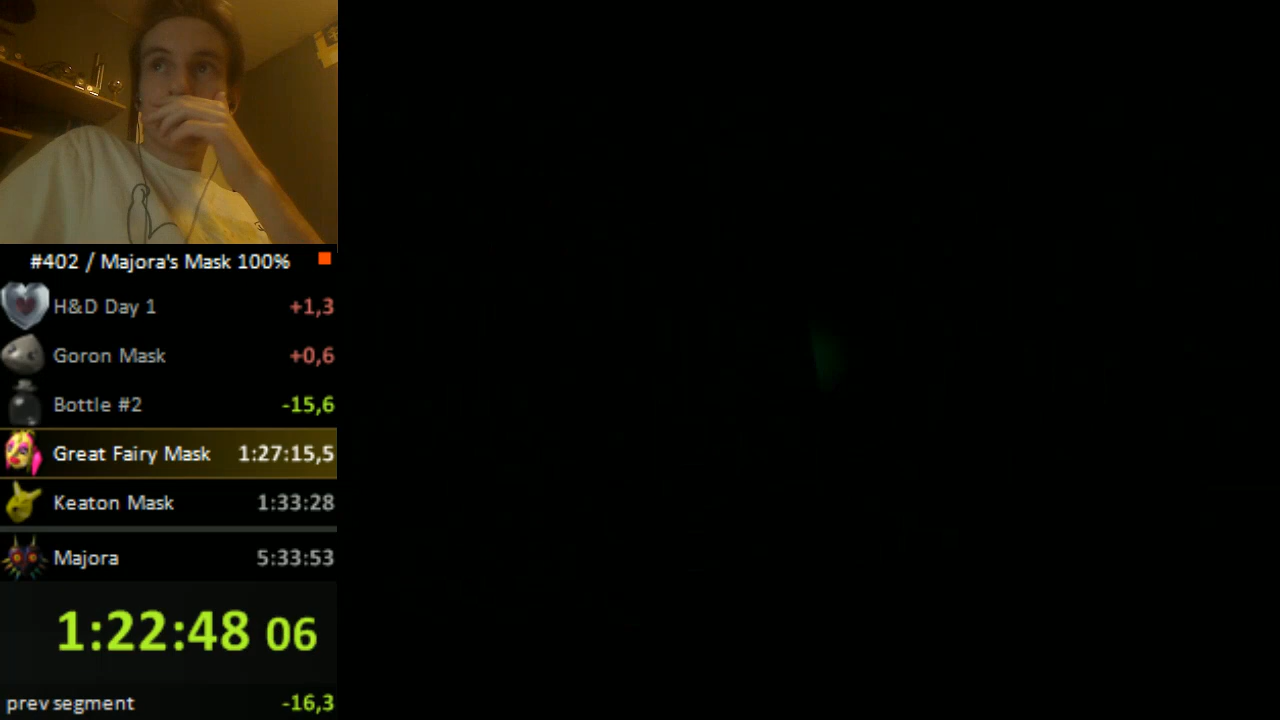 #402 / Majora's Mask 100%
H&D Day 1 +1,3
Goron Mask +0,6
Bottle #2 -15,6
Great Fairy Mask 1:27:15,5
Keaton Mask 1:33:28
Majora 5:33:53
1:22:48 06
prev segment -16,3